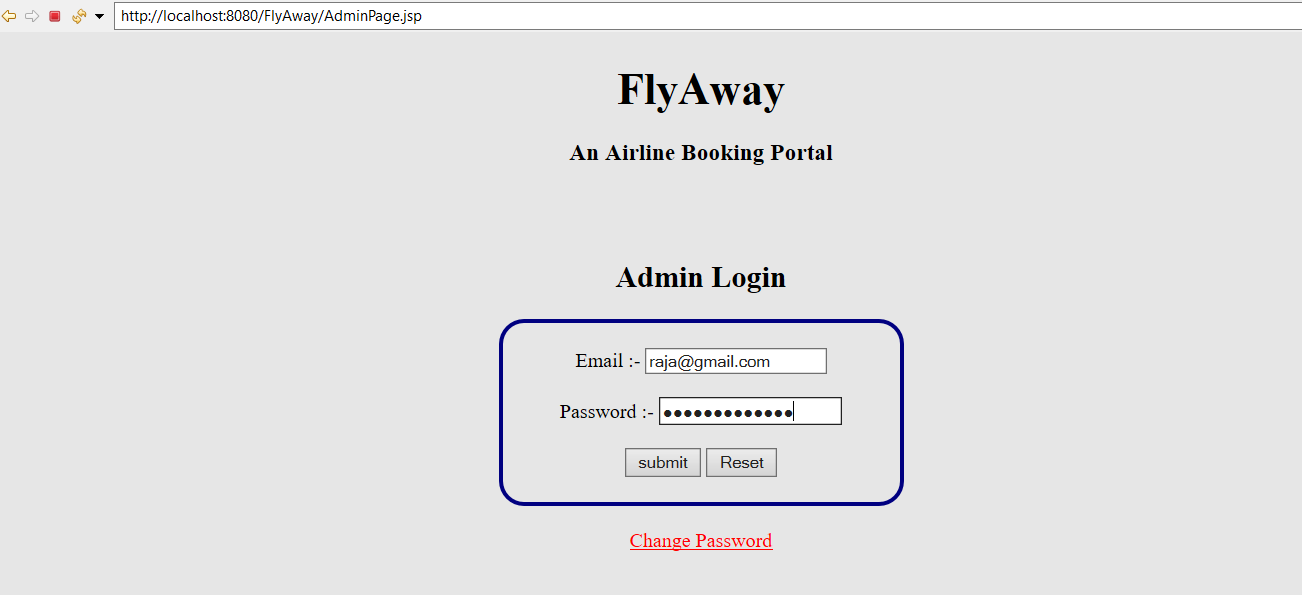 http://localhost:8080/FlyAway/AdminPage.jsp
FlyAway
An Airline Booking Portal
Admin Login
Email :- raja@gmail.com
Password :- ●●●●●●●●●●●●●
submit Reset
Change Password